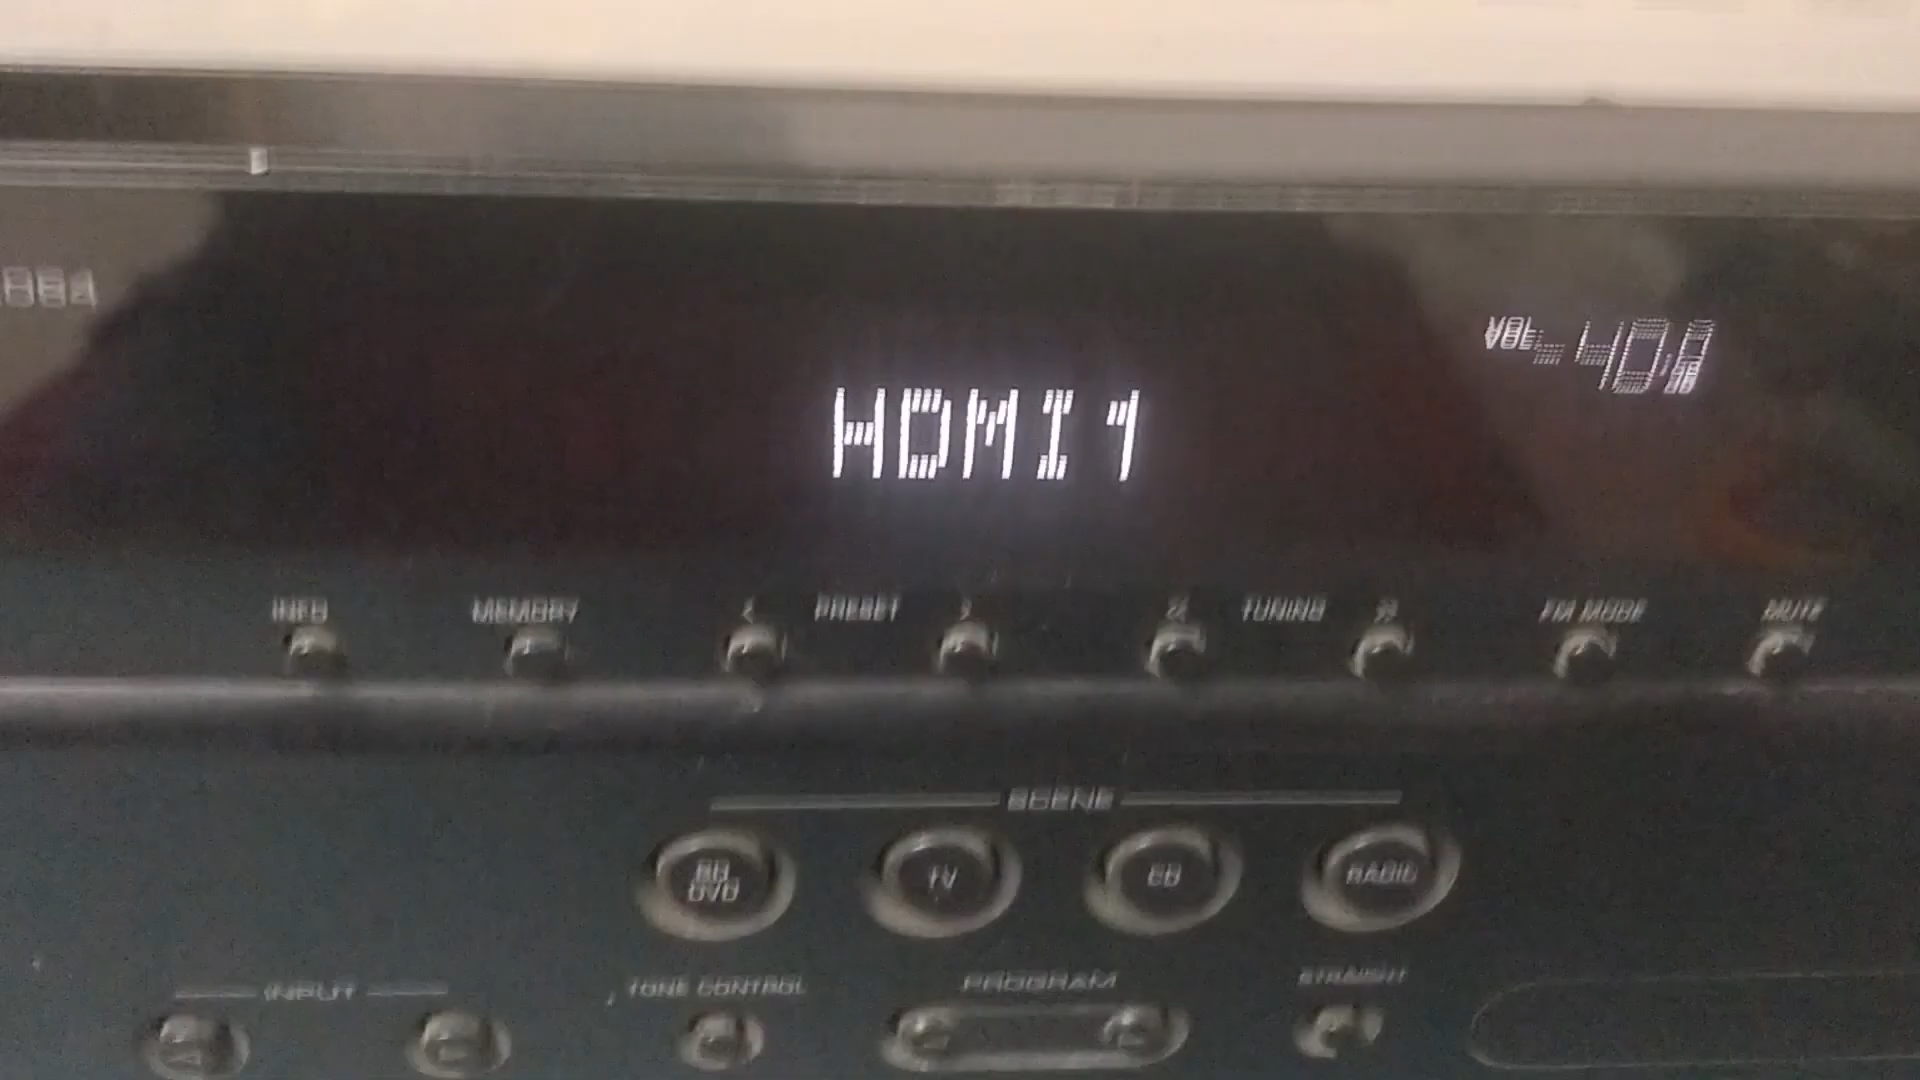 VOL -40.0
HDMI1
INFO MEMORY < PRESET > << TUNING >> FM MODE MUTE
SCENE
BD DVD TV CD RADIO
INPUT TONE CONTROL PROGRAM STRAIGHT